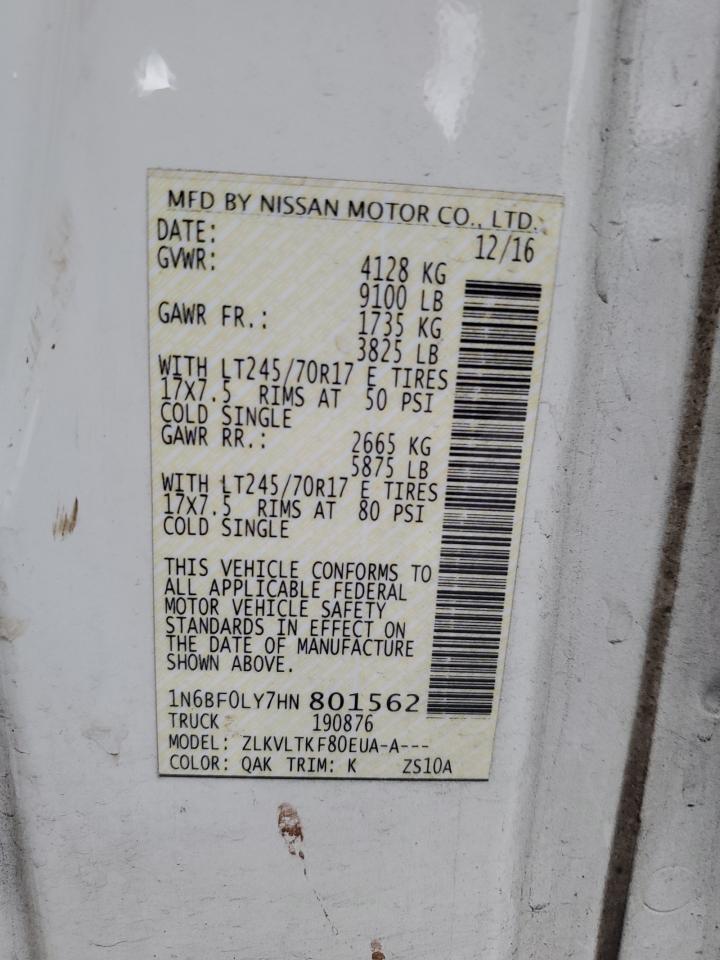 MFD BY NISSAN MOTOR CO., LTD.
DATE: 12/16
GVWR: 4128 KG
9100 LB
GAWR FR.: 1735 KG
3825 LB
WITH LT245/70R17 E TIRES
17X7.5 RIMS AT 50 PSI
COLD SINGLE
GAWR RR.: 2665 KG
5875 LB
WITH LT245/70R17 E TIRES
17X7.5 RIMS AT 80 PSI
COLD SINGLE
THIS VEHICLE CONFORMS TO
ALL APPLICABLE FEDERAL
MOTOR VEHICLE SAFETY
STANDARDS IN EFFECT ON
THE DATE OF MANUFACTURE
SHOWN ABOVE.
1N6BF0LY7HN 801562
TRUCK 190876
MODEL: ZLKVLTKF80EUA-A---
COLOR: QAK TRIM: K ZS10A